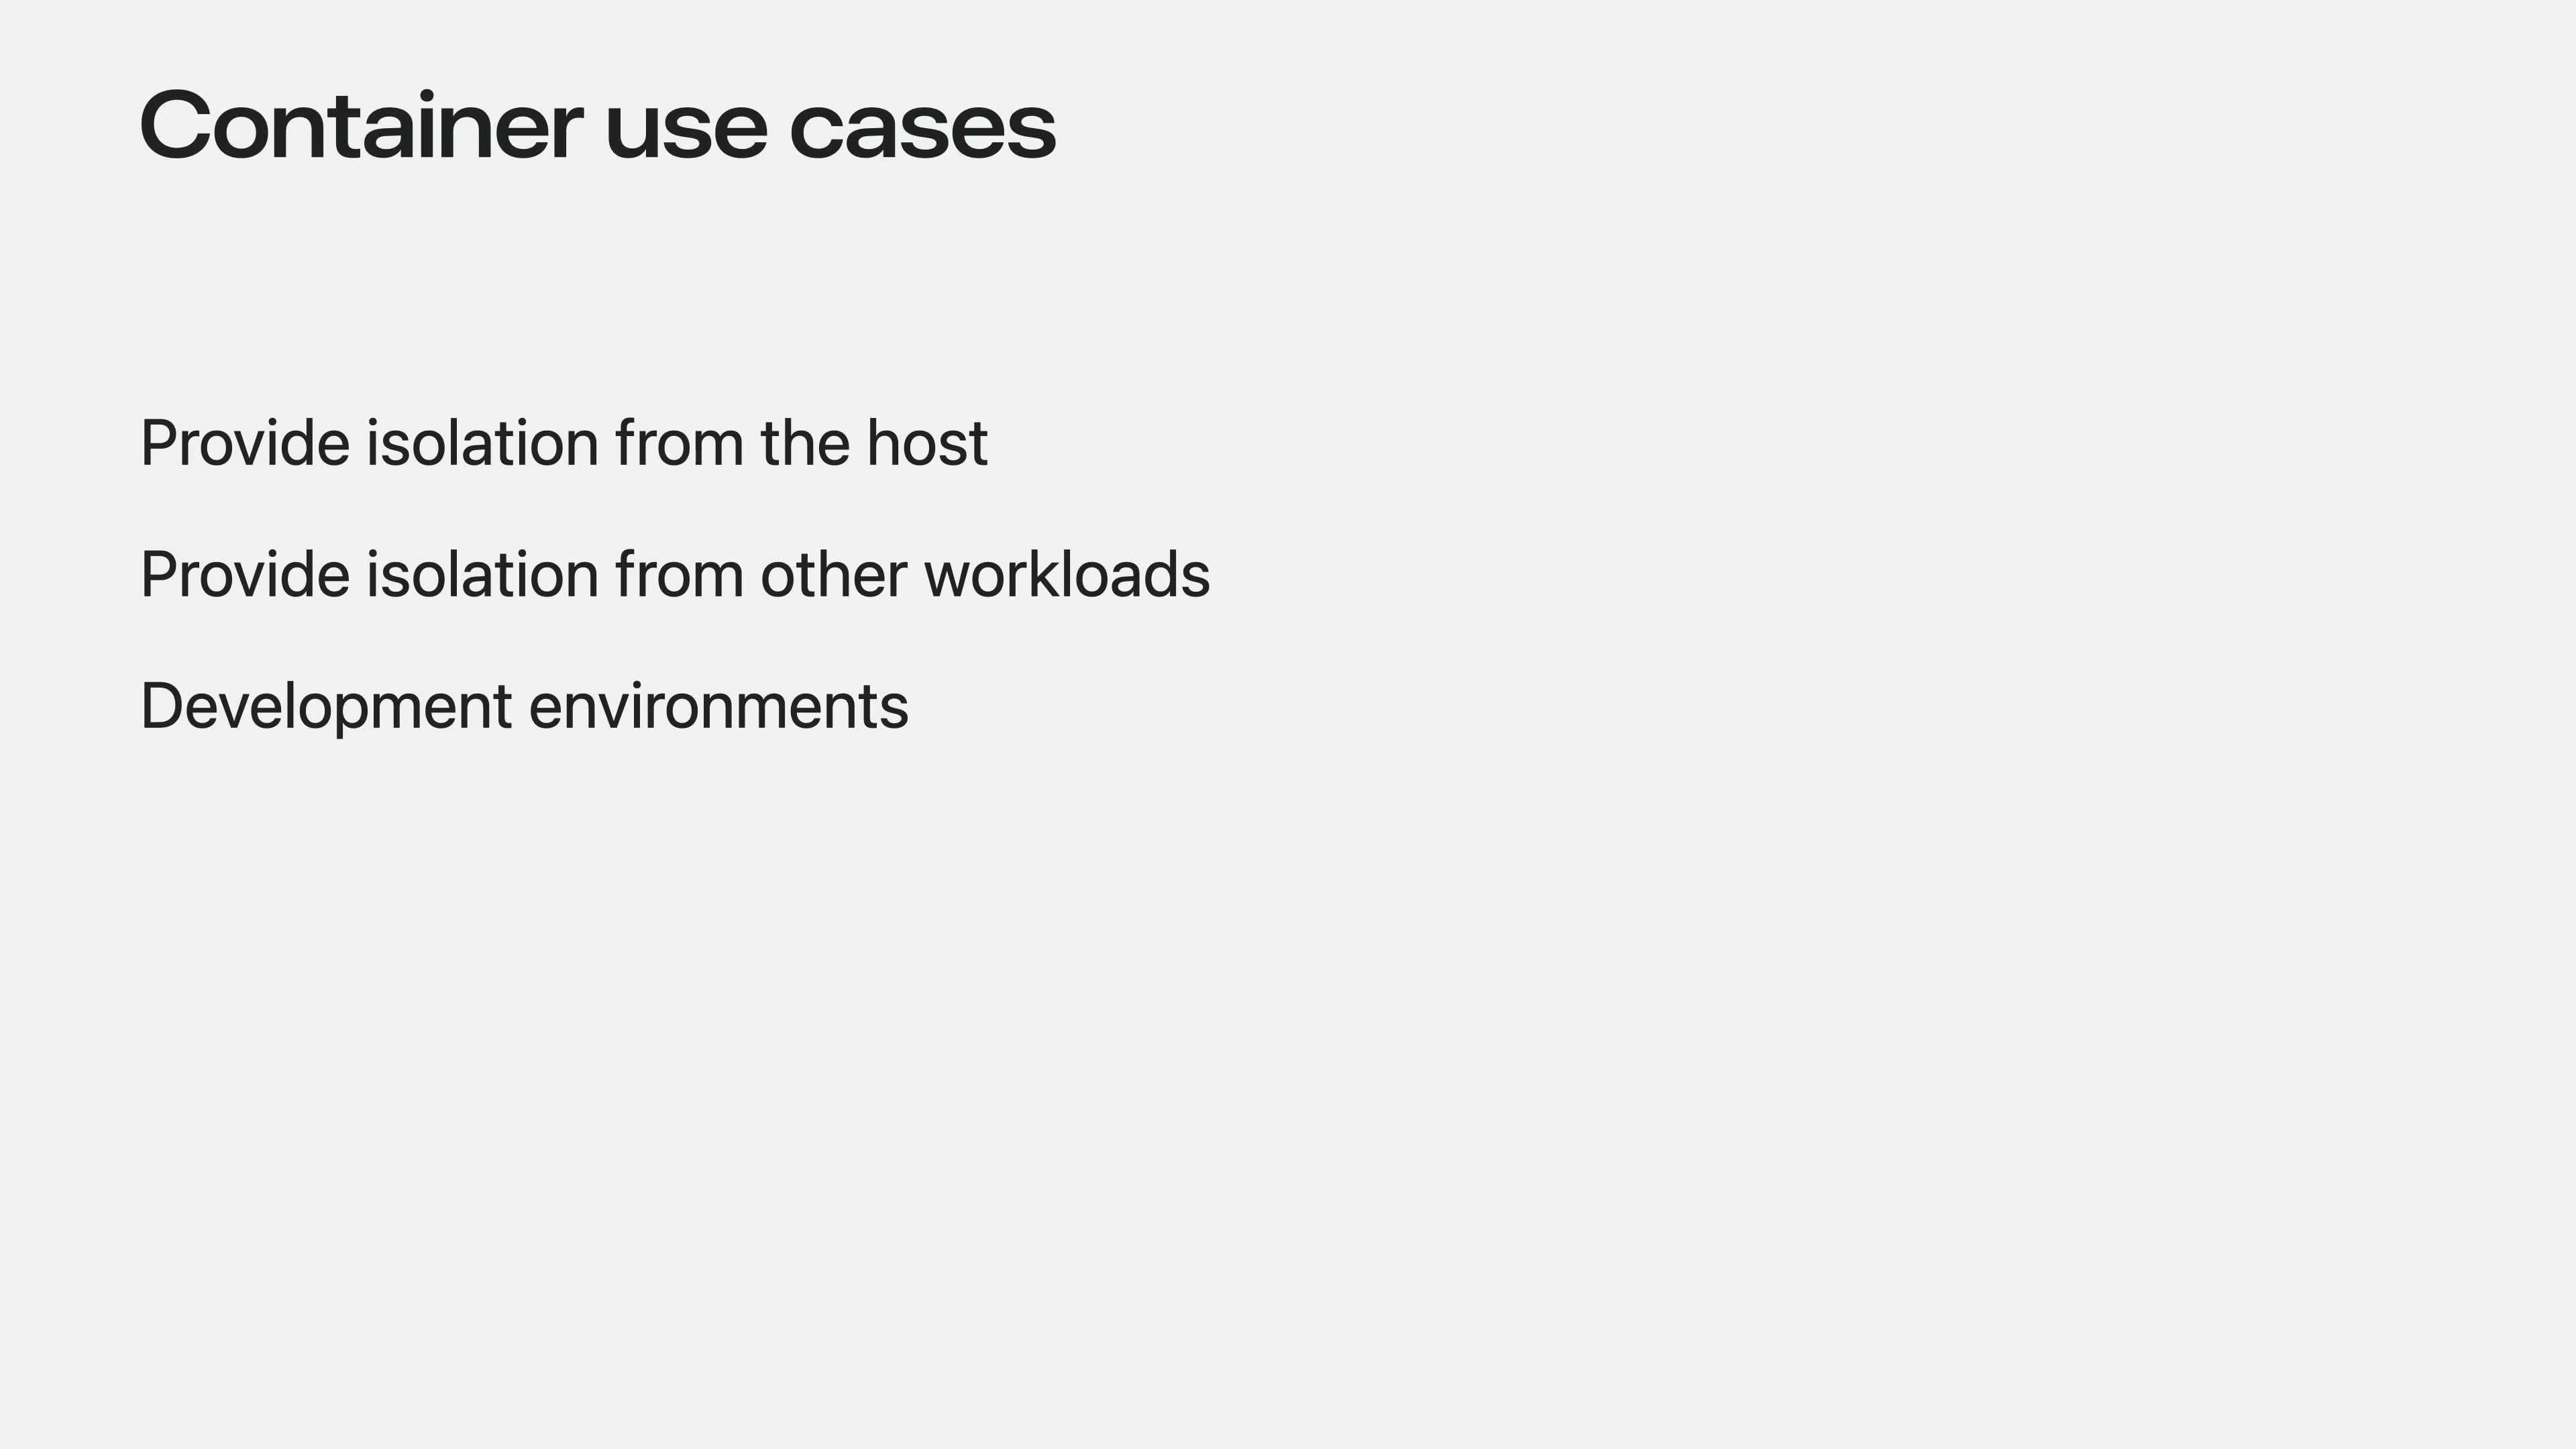 Container use cases
Provide isolation from the host
Provide isolation from other workloads
Development environments